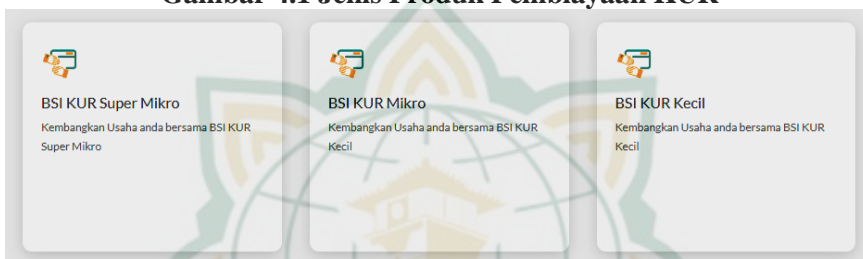 Gambar 4.1 Jenis Produk Pembiayaan KUR
BSI KUR Super Mikro
Kembangkan Usaha anda bersama BSI KUR
Super Mikro
BSI KUR Mikro
Kembangkan Usaha anda bersama BSI KUR
Kecil
BSI KUR Kecil
Kembangkan Usaha anda bersama BSI KUR
Kecil